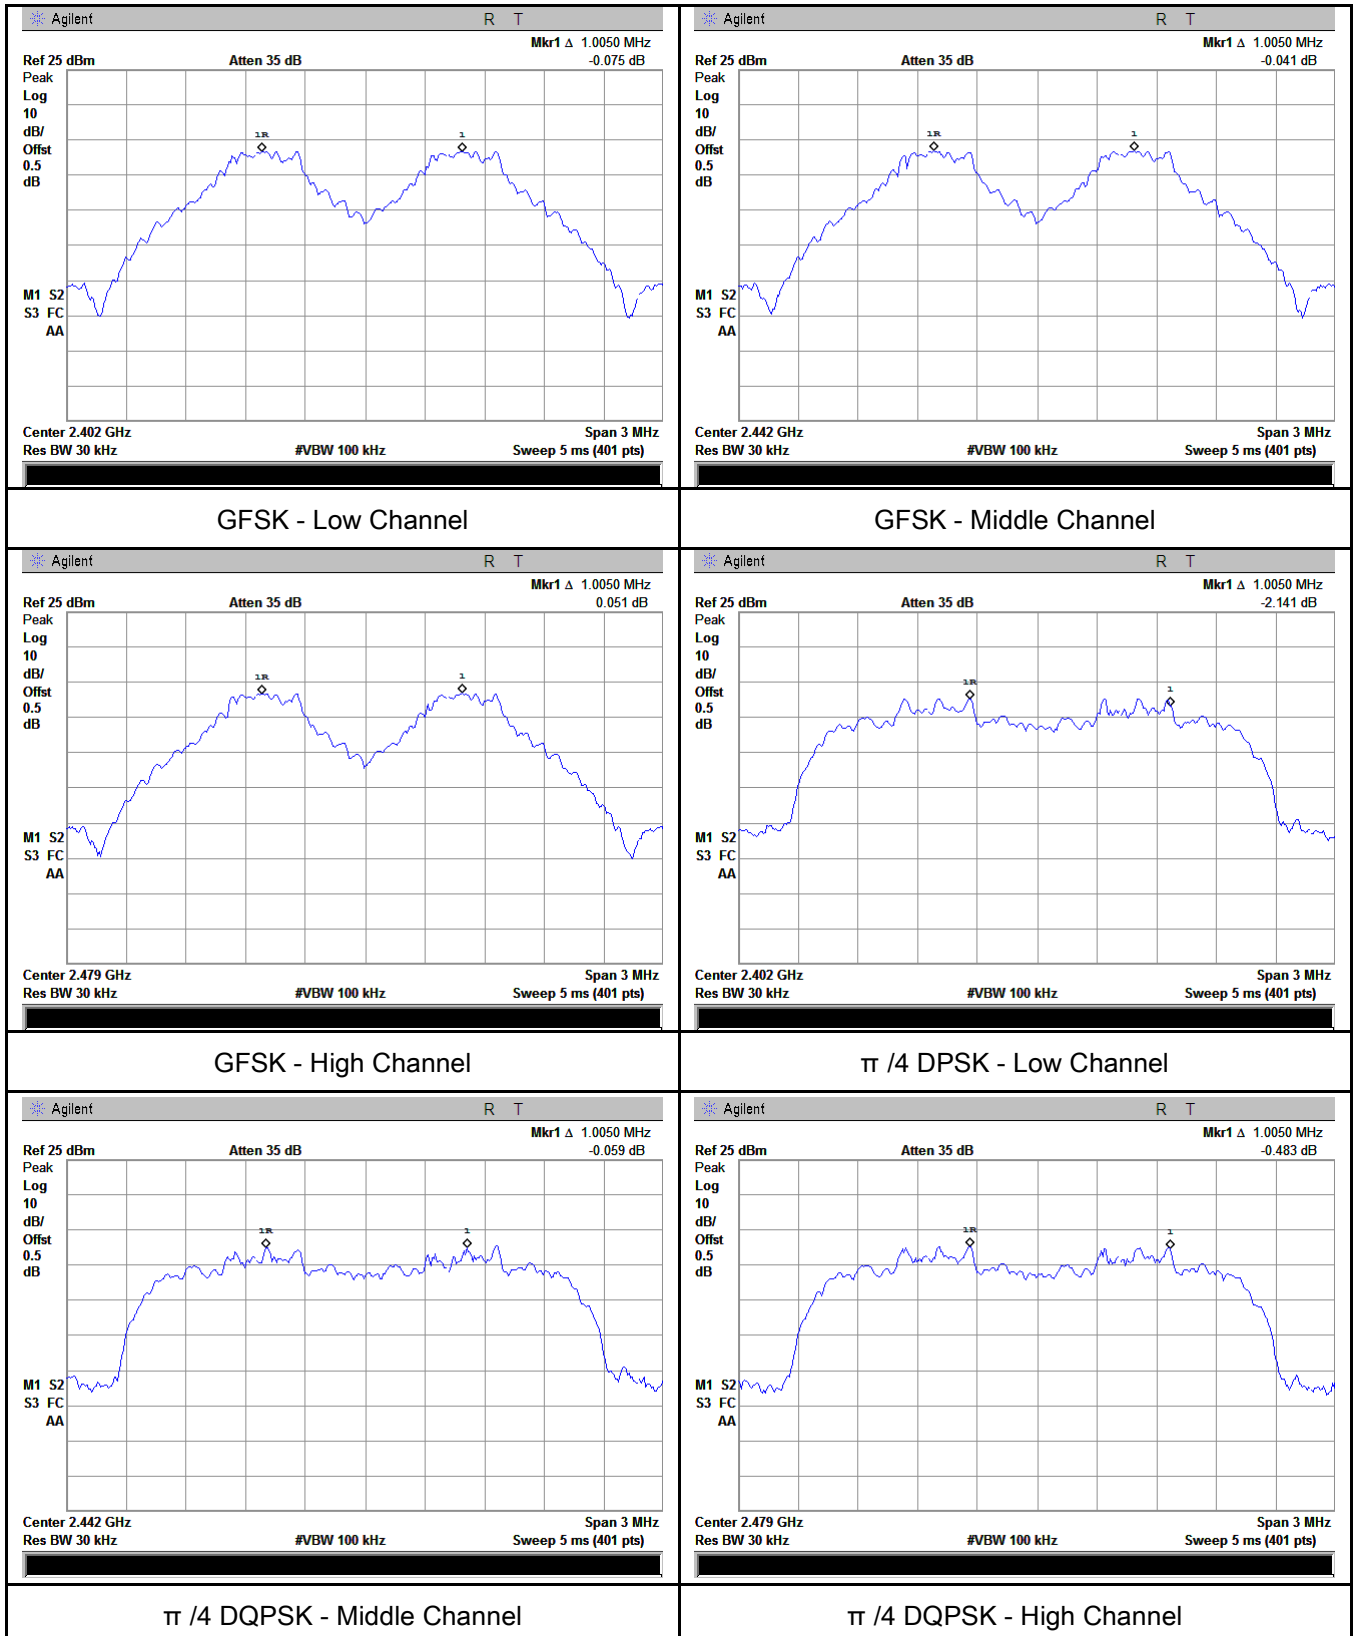 Agilent R T
Mkr1 Δ 1.0050 MHz
Ref 25 dBm Atten 35 dB -0.075 dB
Peak
Log
10
dB/
Offst
0.5
dB
1R 1
M1 S2
S3 FC
AA
Center 2.402 GHz Span 3 MHz
Res BW 30 kHz #VBW 100 kHz Sweep 5 ms (401 pts)
GFSK - Low Channel
Agilent R T
Mkr1 Δ 1.0050 MHz
Ref 25 dBm Atten 35 dB -0.041 dB
Peak
Log
10
dB/
Offst
0.5
dB
1R 1
M1 S2
S3 FC
AA
Center 2.442 GHz Span 3 MHz
Res BW 30 kHz #VBW 100 kHz Sweep 5 ms (401 pts)
GFSK - Middle Channel
Agilent R T
Mkr1 Δ 1.0050 MHz
Ref 25 dBm Atten 35 dB 0.051 dB
Peak
Log
10
dB/
Offst
0.5
dB
1R 1
M1 S2
S3 FC
AA
Center 2.479 GHz Span 3 MHz
Res BW 30 kHz #VBW 100 kHz Sweep 5 ms (401 pts)
GFSK - High Channel
Agilent R T
Mkr1 Δ 1.0050 MHz
Ref 25 dBm Atten 35 dB -2.141 dB
Peak
Log
10
dB/
Offst
0.5
dB
1R 1
M1 S2
S3 FC
AA
Center 2.402 GHz Span 3 MHz
Res BW 30 kHz #VBW 100 kHz Sweep 5 ms (401 pts)
π /4 DPSK - Low Channel
Agilent R T
Mkr1 Δ 1.0050 MHz
Ref 25 dBm Atten 35 dB -0.059 dB
Peak
Log
10
dB/
Offst
0.5
dB
1R 1
M1 S2
S3 FC
AA
Center 2.442 GHz Span 3 MHz
Res BW 30 kHz #VBW 100 kHz Sweep 5 ms (401 pts)
π /4 DQPSK - Middle Channel
Agilent R T
Mkr1 Δ 1.0050 MHz
Ref 25 dBm Atten 35 dB -0.483 dB
Peak
Log
10
dB/
Offst
0.5
dB
1R 1
M1 S2
S3 FC
AA
Center 2.479 GHz Span 3 MHz
Res BW 30 kHz #VBW 100 kHz Sweep 5 ms (401 pts)
π /4 DQPSK - High Channel